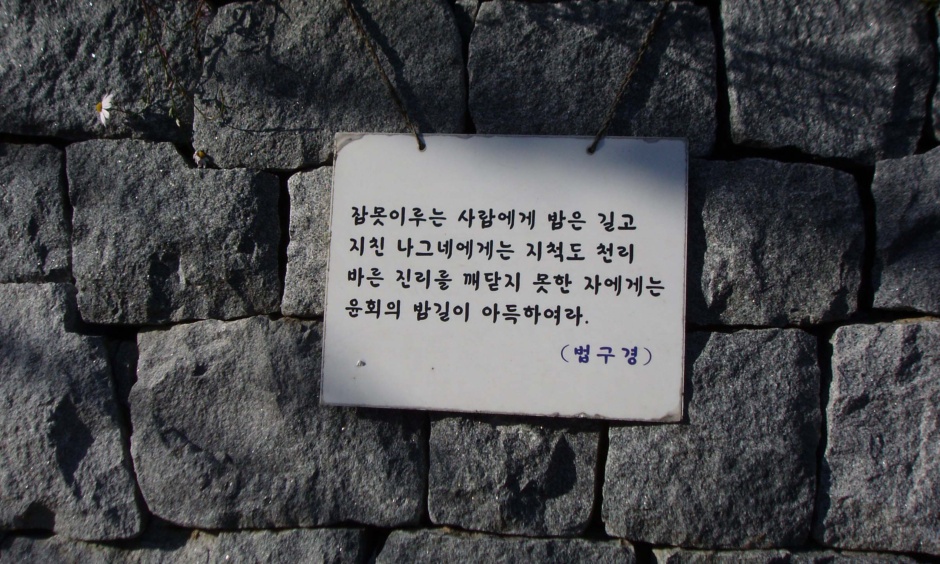 잠못이루는 사람에게 밤은 길고
지친 나그네에게는 지척도 천리
바른 진리를 깨닫지 못한 자에게는
윤회의 밤길이 아득하여라.
(법구경)